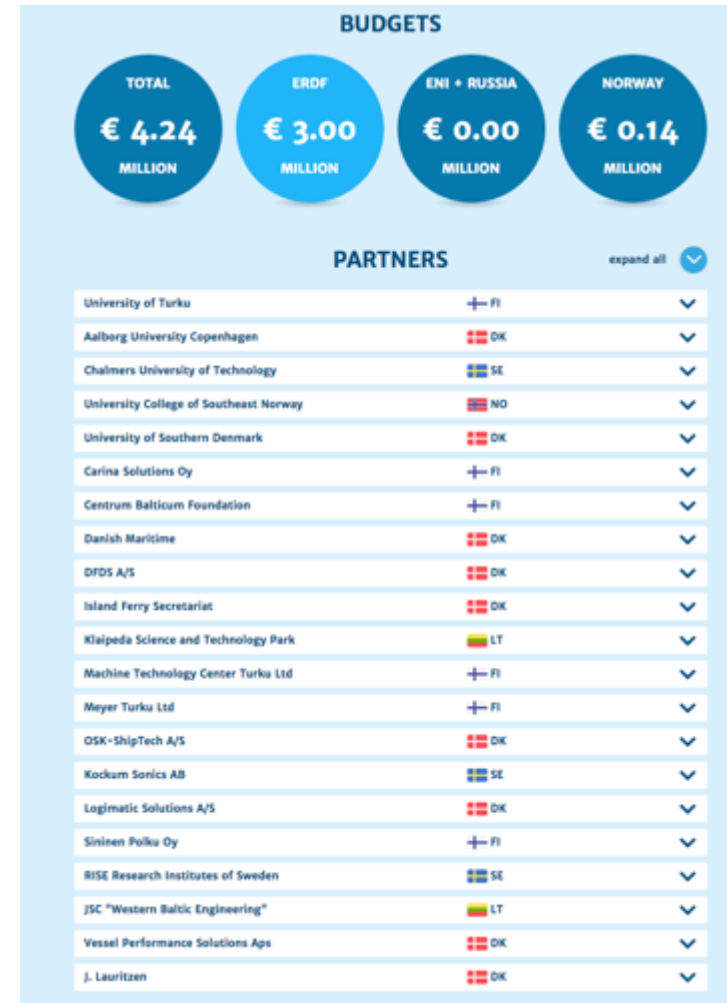 BUDGETS
TOTAL ERDF ENI + RUSSIA NORWAY
€ 4.24 € 3.00 € 0.00 € 0.14
MILLION MILLION MILLION MILLION
PARTNERS expand all
University of Turku FI
Aalborg University Copenhagen DK
Chalmers University of Technology SE
University College of Southeast Norway NO
University of Southern Denmark DK
Carina Solutions Oy FI
Centrum Balticum Foundation FI
Danish Maritime DK
DFDS A/S DK
Island Ferry Secretariat DK
Klaipeda Science and Technology Park LT
Machine Technology Center Turku Ltd FI
Meyer Turku Ltd FI
OSK-ShipTech A/S DK
Kockum Sonics AB SE
Logimatic Solutions A/S DK
Sininen Polku Oy FI
RISE Research Institutes of Sweden SE
JSC "Western Baltic Engineering" LT
Vessel Performance Solutions Aps DK
J. Lauritzen DK